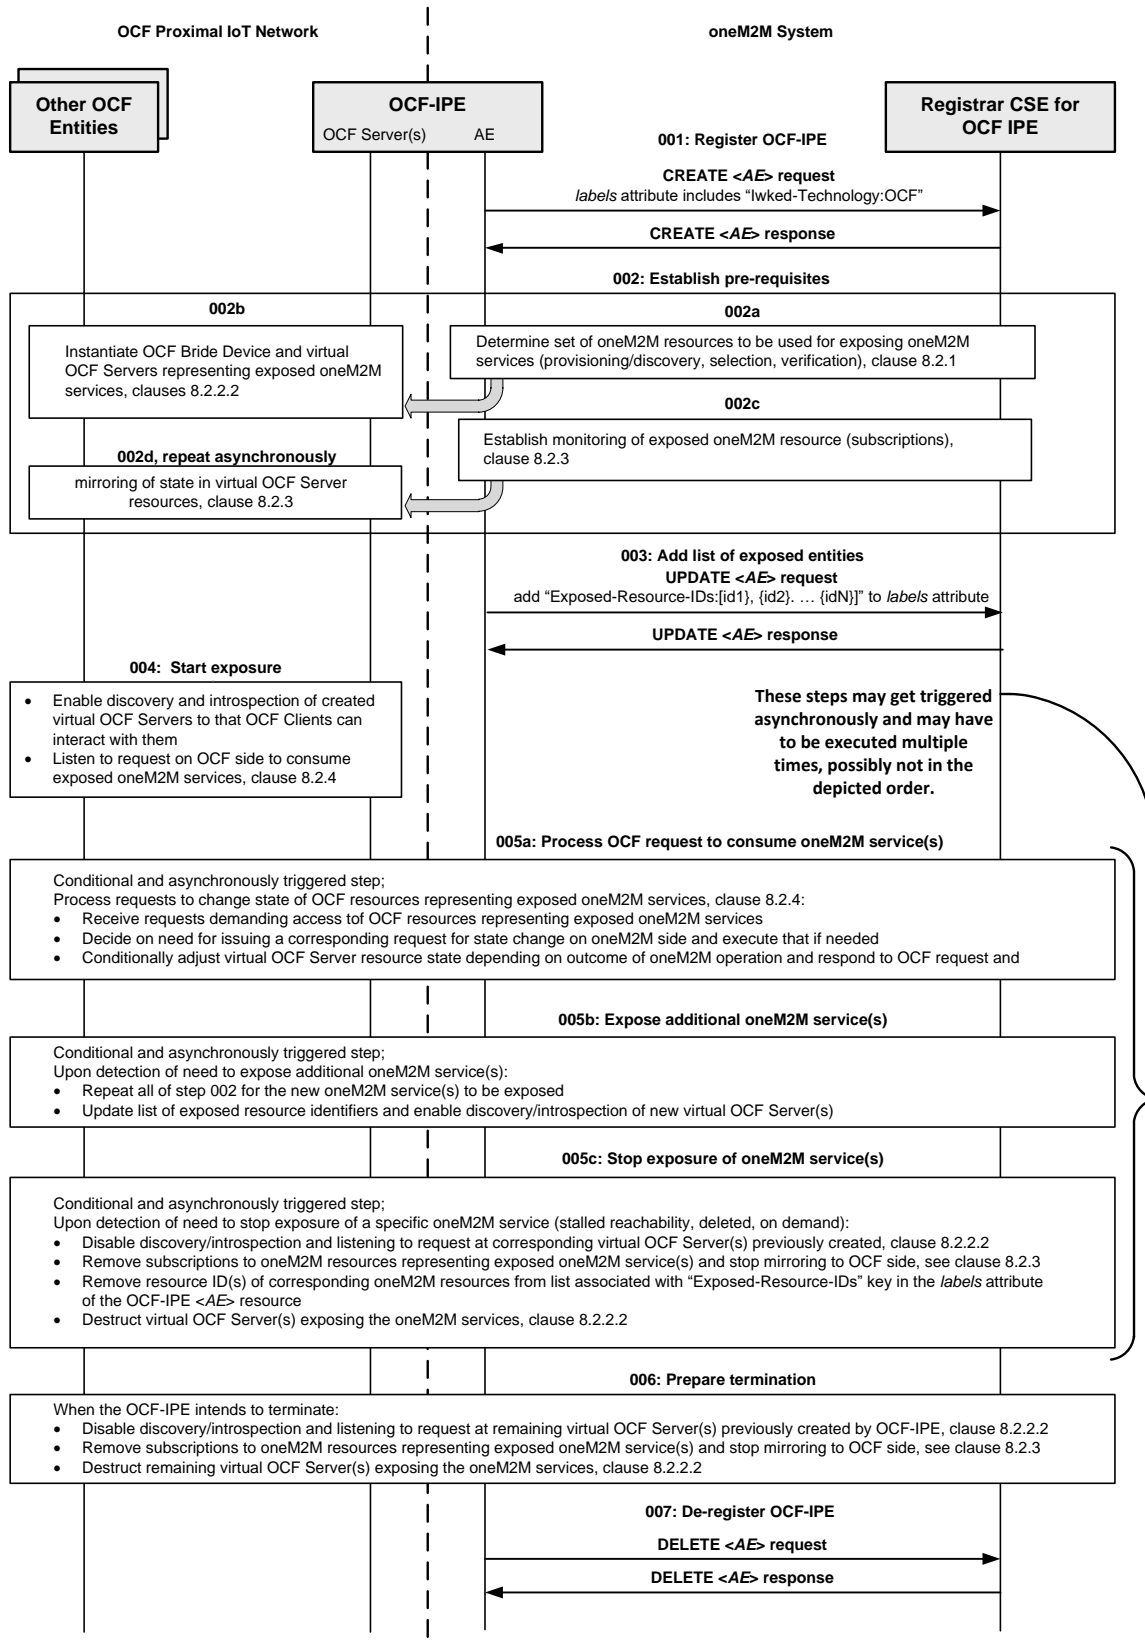 OCF Proximal IoT Network
oneM2M System
Other OCF
Entities
OCF-IPE
OCF Server(s)
AE
Registrar CSE for
OCF IPE
001: Register OCF-IPE
CREATE <AE> request
labels attribute includes “Iwked-Technology:OCF”
CREATE <AE> response
002: Establish pre-requisites
002b
002a
Instantiate OCF Bride Device and virtual
OCF Servers representing exposed oneM2M
services, clauses 8.2.2.2
Determine set of oneM2M resources to be used for exposing oneM2M
services (provisioning/discovery, selection, verification), clause 8.2.1
002c
Establish monitoring of exposed oneM2M resource (subscriptions),
clause 8.2.3
002d, repeat asynchronously
mirroring of state in virtual OCF Server
resources, clause 8.2.3
003: Add list of exposed entities
UPDATE <AE> request
add “Exposed-Resource-IDs:[id1}, {id2}. … {idN}]” to labels attribute
UPDATE <AE> response
004:  Start exposure
• Enable discovery and introspection of created
virtual OCF Servers to that OCF Clients can
interact with them
• Listen to request on OCF side to consume
exposed oneM2M services, clause 8.2.4
These steps may get triggered
asynchronously and may have
to be executed multiple
times, possibly not in the
depicted order.
005a: Process OCF request to consume oneM2M service(s)
Conditional and asynchronously triggered step;
Process requests to change state of OCF resources representing exposed oneM2M services, clause 8.2.4:
• Receive requests demanding access tof OCF resources representing exposed oneM2M services
• Decide on need for issuing a corresponding request for state change on oneM2M side and execute that if needed
• Conditionally adjust virtual OCF Server resource state depending on outcome of oneM2M operation and respond to OCF request and
005b: Expose additional oneM2M service(s)
Conditional and asynchronously triggered step;
Upon detection of need to expose additional oneM2M service(s):
• Repeat all of step 002 for the new oneM2M service(s) to be exposed
• Update list of exposed resource identifiers and enable discovery/introspection of new virtual OCF Server(s)
005c: Stop exposure of oneM2M service(s)
Conditional and asynchronously triggered step;
Upon detection of need to stop exposure of a specific oneM2M service (stalled reachability, deleted, on demand):
• Disable discovery/introspection and listening to request at corresponding virtual OCF Server(s) previously created, clause 8.2.2.2
• Remove subscriptions to oneM2M resources representing exposed oneM2M service(s) and stop mirroring to OCF side, see clause 8.2.3
• Remove resource ID(s) of corresponding oneM2M resources from list associated with “Exposed-Resource-IDs” key in the labels attribute
of the OCF-IPE <AE> resource
• Destruct virtual OCF Server(s) exposing the oneM2M services, clause 8.2.2.2
006: Prepare termination
When the OCF-IPE intends to terminate:
• Disable discovery/introspection and listening to request at remaining virtual OCF Server(s) previously created by OCF-IPE, clause 8.2.2.2
• Remove subscriptions to oneM2M resources representing exposed oneM2M service(s) and stop mirroring to OCF side, see clause 8.2.3
• Destruct remaining virtual OCF Server(s) exposing the oneM2M services, clause 8.2.2.2
007: De-register OCF-IPE
DELETE <AE> request
DELETE <AE> response